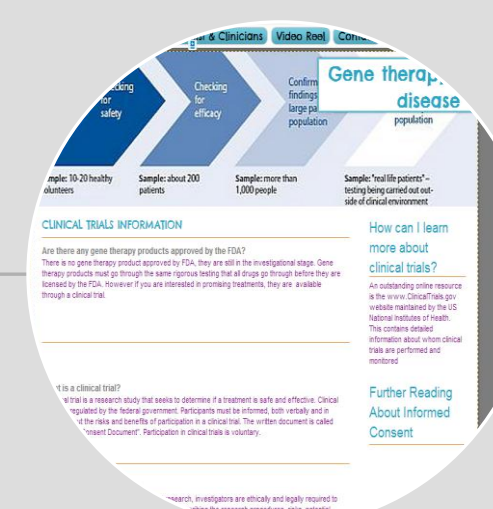 & Clinicians Video Reel
Gene
disease
Checking
for
efficacy
for
safety
findings
population
population
Sample: 10-20 healthy
volunteers
Sample: about 200
patients
Sample: more than
1,000 people
Sample: "real life patients" –
testing being carried out out-
side of clinical environment
CLINICAL TRIALS INFORMATION
Are there any gene therapy products approved by the FDA?
There is no gene therapy product approved by FDA, they are still in the investigational stage. Gene
therapy products must go through the same rigorous testing that all drugs go through before they are
licensed by the FDA. However if you are interested in promising treatments, they are available
through a clinical trial.
is a clinical trial?
trial is a research study that seeks to determine if a treatment is safe and effective. Clinical
regulated by the federal government. Participants must be informed, both verbally and in
the risks and benefits of participation in a clinical trial. The written document is called
Consent Document". Participation in clinical trials is voluntary.
research, investigators are ethically and legally required to
How can I learn
more about
clinical trials?
An outstanding online resource
is the www.ClinicalTrials.gov
website maintained by the US
National Institutes of Health.
This contains detailed
information about whom clinical
trials are performed and
monitored
Further Reading
About Informed
Consent